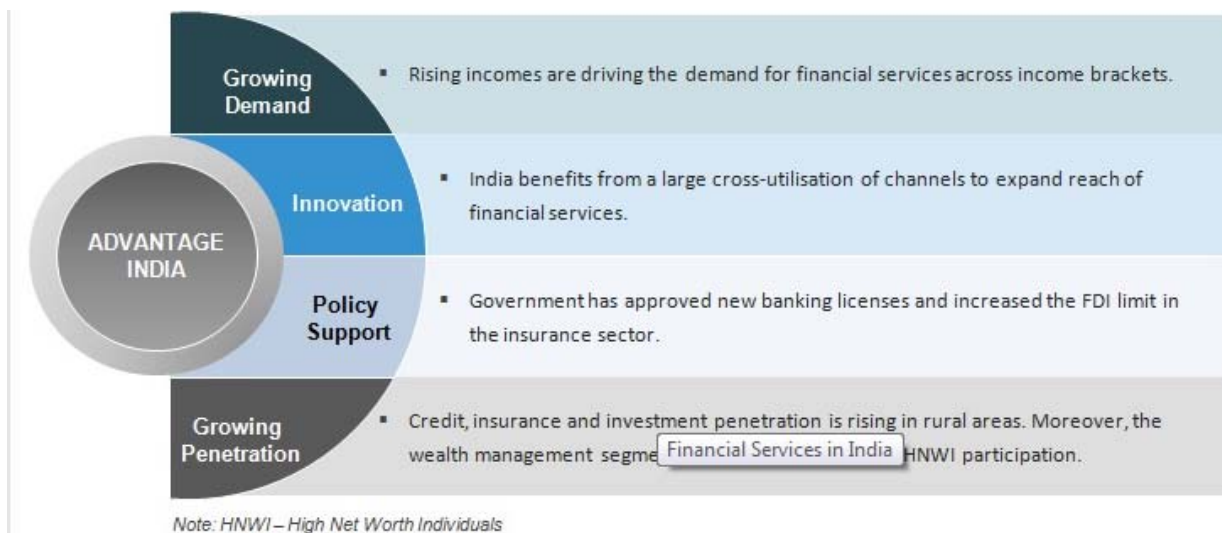 Growing
Demand
▪ Rising incomes are driving the demand for financial services across income brackets.
Innovation
▪ India benefits from a large cross-utilisation of channels to expand reach of
financial services.
ADVANTAGE
INDIA
Policy
Support
▪ Government has approved new banking licenses and increased the FDI limit in
the insurance sector.
Growing
Penetration
▪ Credit, insurance and investment penetration is rising in rural areas. Moreover, the
wealth management segme
Financial Services in India
HNWI participation.
Note: HNWI – High Net Worth Individuals